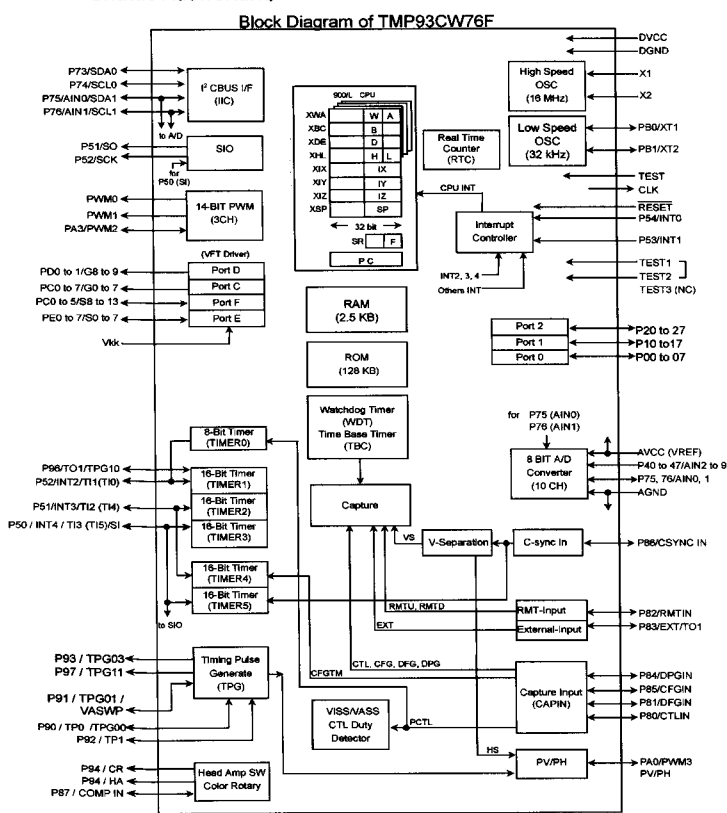 Block Diagram of TMP93CW76F
P73/SDA0
P74/SCL0
P75/AIN0/SDA1
P76/AIN1/SCL1
I² CBUS I/F
(IIC)
to A/D
P51/SO
P52/SCK
SIO
for
P50 (SI)
PWM0
PWM1
PA3/PWM2
14-BIT PWM
(3CH)
(VFT Driver)
PD0 to 1/G8 to 9
PC0 to 7/G0 to 7
PC0 to 5/S8 to 13
PE0 to 7/S0 to 7
Port D
Port C
Port F
Port E
Vkk
900/L CPU
XWA
XBC
XDE
XHL
XIX
XIY
XIZ
XSP
W A
B
D
H L
IX
IY
IZ
SP
32 bit
SR F
P C
Real Time
Counter
(RTC)
CPU INT
High Speed
OSC
(16 MHz)
Low Speed
OSC
(32 kHz)
DVCC
DGND
X1
X2
PB0/XT1
PB1/XT2
TEST
CLK
RESET
P54/INT0
P53/INT1
TEST1
TEST2
TEST3 (NC)
Interrupt
Controller
INT2, 3, 4
Others INT
RAM
(2.5 KB)
ROM
(128 KB)
Port 2
Port 1
Port 0
P20 to 27
P10 to17
P00 to 07
Watchdog Timer
(WDT)
Time Base Timer
(TBC)
for P75 (AIN0)
P76 (AIN1)
8 BIT A/D
Converter
(10 CH)
AVCC (VREF)
P40 to 47/AIN2 to 9
P75, 76/AIN0, 1
AGND
8-Bit Timer
(TIMER0)
P96/TO1/TPG10
P52/INT2/TI1(TI0)
P51/INT3/TI2 (TI4)
P50 / INT4 / TI3 (TI5)/SI
16-Bit Timer
(TIMER1)
16-Bit Timer
(TIMER2)
16-Bit Timer
(TIMER3)
16-Bit Timer
(TIMER4)
16-Bit Timer
(TIMER5)
to SIO
Capture
VS
V-Separation
C-sync In
P86/CSYNC IN
RMTU, RMTD
EXT
RMT-Input
External-Input
P82/RMTIN
P83/EXT/TO1
CTL, CFG, DFG, DPG
CFGTM
P93 / TPG03
P97 / TPG11
P91 / TPG01 /
VASWP
P90 / TP0 /TPG00
P92 / TP1
Timing Pulse
Generate
(TPG)
VISS/VASS
CTL Duty
Detector
PCTL
Capture Input
(CAPIN)
P84/DPGIN
P85/CFGIN
P81/DFGIN
P80/CTLIN
HS
PV/PH
PA0/PWM3
PV/PH
P94 / CR
P94 / HA
P87 / COMP IN
Head Amp SW
Color Rotary